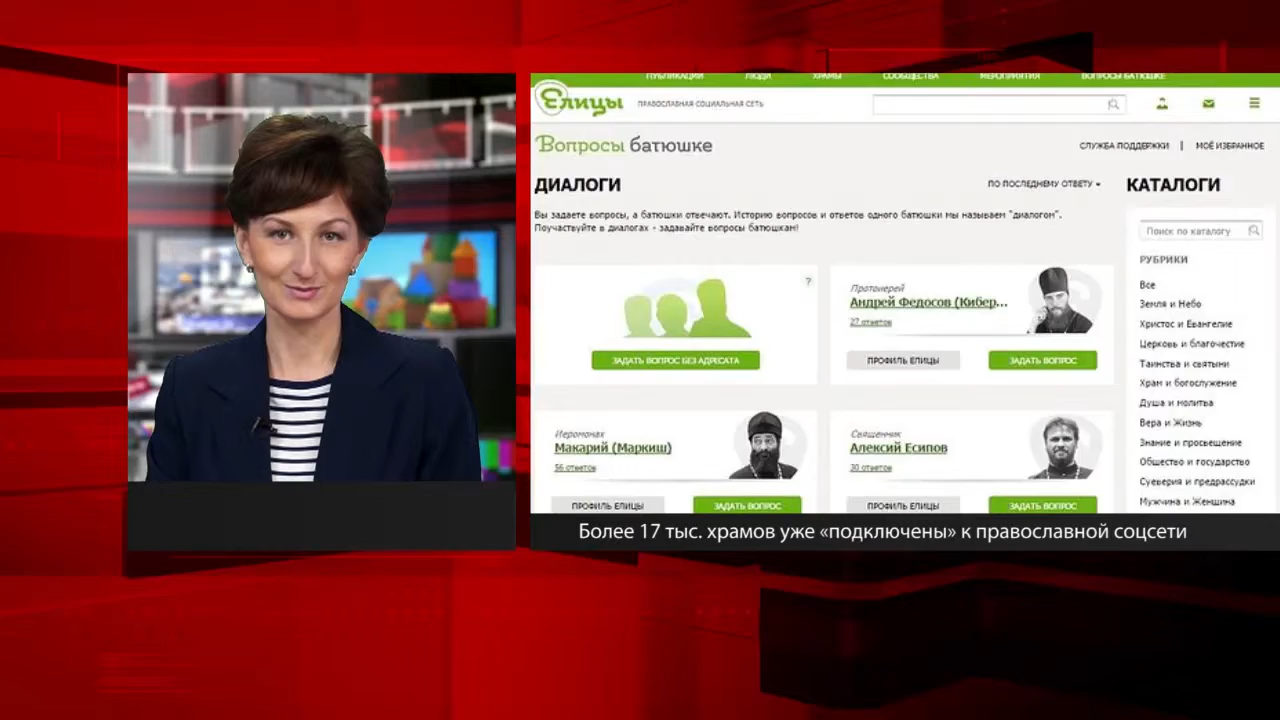 ПУБЛИКАЦИИ ЛЮДИ ХРАМЫ СООБЩЕСТВА МЕРОПРИЯТИЯ ВОПРОСЫ БАТЮШКЕ
Елицы ПРАВОСЛАВНАЯ СОЦИАЛЬНАЯ СЕТЬ
Вопросы батюшке
СЛУЖБА ПОДДЕРЖКИ | МОЁ ИЗБРАННОЕ
ДИАЛОГИ
ПО ПОСЛЕДНЕМУ ОТВЕТУ
Вы задаете вопросы, а батюшки отвечают. Историю вопросов и ответов одного батюшки мы называем "диалогом".
Поучаствуйте в диалогах - задавайте вопросы батюшкам!
?
ЗАДАТЬ ВОПРОС БЕЗ АДРЕСАТА
Протоиерей
Андрей Федосов (Кибер...
27 ответов
ПРОФИЛЬ ЕЛИЦЫ ЗАДАТЬ ВОПРОС
Иеромонах
Макарий (Маркиш)
56 ответов
ПРОФИЛЬ ЕЛИЦЫ ЗАДАТЬ ВОПРОС
Священник
Алексий Есипов
30 ответов
ПРОФИЛЬ ЕЛИЦЫ ЗАДАТЬ ВОПРОС
КАТАЛОГИ
Поиск по каталогу
РУБРИКИ
Все
Земля и Небо
Христос и Евангелие
Церковь и благочестие
Таинства и святыни
Храм и богослужение
Душа и молитва
Вера и Жизнь
Знание и просвещение
Общество и государство
Суеверия и предрассудки
Мужчина и Женщина
Более 17 тыс. храмов уже «подключены» к православной соцсети